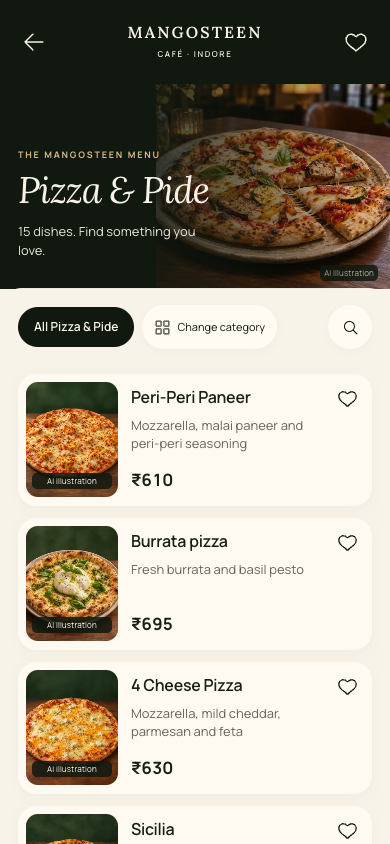 MANGOSTEEN
CAFÉ · INDORE
THE MANGOSTEEN MENU
Pizza & Pide
15 dishes. Find something you
love.
AI illustration
All Pizza & Pide
Change category
Peri-Peri Paneer
Mozzarella, malai paneer and
peri-peri seasoning
₹610
AI illustration
Burrata pizza
Fresh burrata and basil pesto
₹695
AI illustration
4 Cheese Pizza
Mozzarella, mild cheddar,
parmesan and feta
₹630
AI illustration
Sicilia